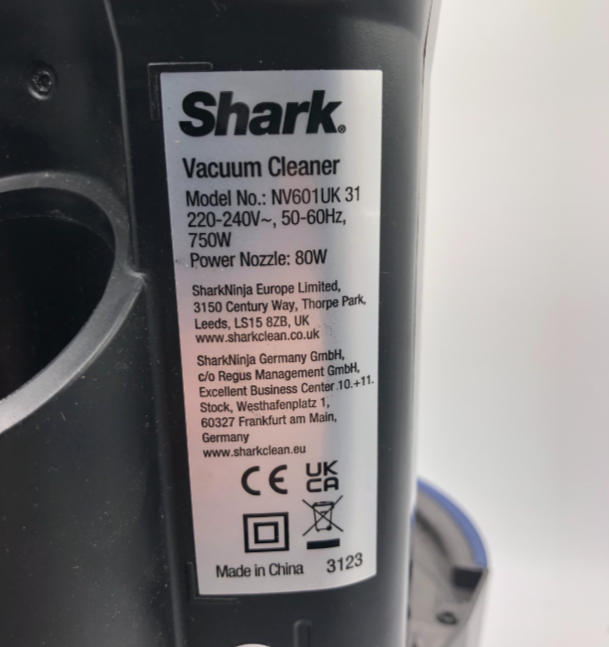 Shark®
Vacuum Cleaner
Model No.: NV601UK 31
220-240V~, 50-60Hz,
750W
Power Nozzle: 80W
SharkNinja Europe Limited,
3150 Century Way, Thorpe Park,
Leeds, LS15 8ZB, UK
www.sharkclean.co.uk
SharkNinja Germany GmbH,
c/o Regus Management GmbH,
Excellent Business Center 10.+11.
Stock, Westhafenplatz 1,
60327 Frankfurt am Main,
Germany
www.sharkclean.eu
CE UK
CA
Made in China 3123